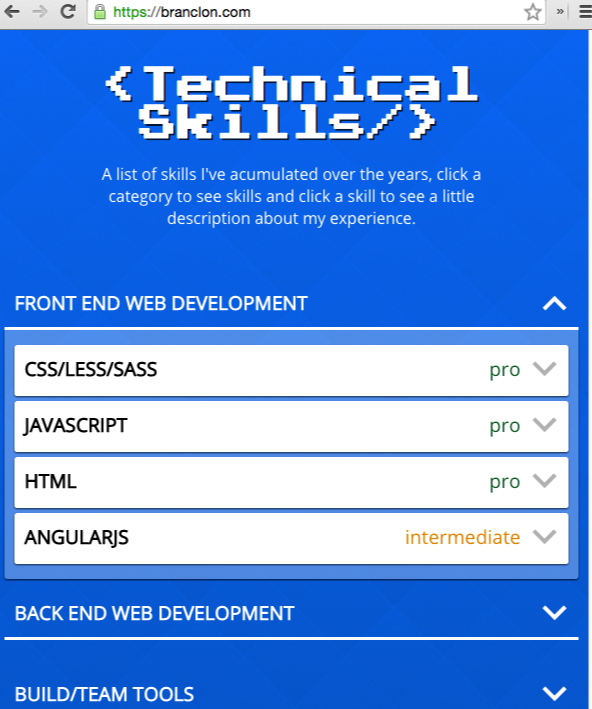 https://branclon.com
<Technical
Skills/>
A list of skills I've acumulated over the years, click a
category to see skills and click a skill to see a little
description about my experience.
FRONT END WEB DEVELOPMENT
CSS/LESS/SASS pro
JAVASCRIPT pro
HTML pro
ANGULARJS intermediate
BACK END WEB DEVELOPMENT
BUILD/TEAM TOOLS